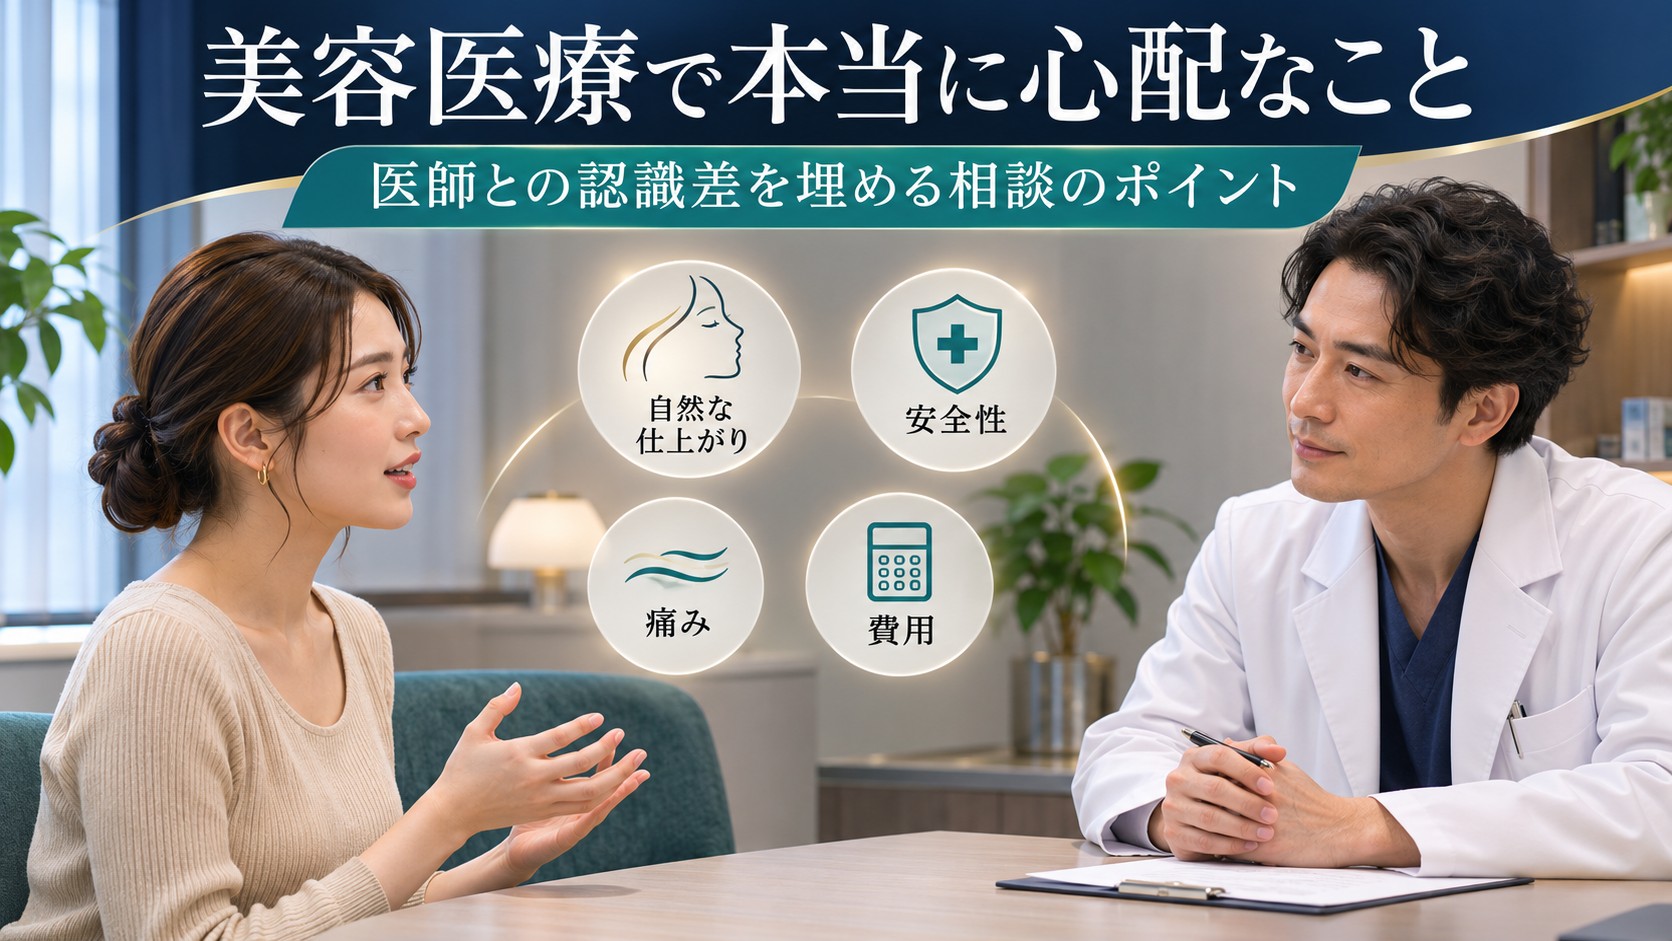 美容医療で本当に心配なこと
医師との認識差を埋める相談のポイント
自然な
仕上がり
安全性
痛み
費用